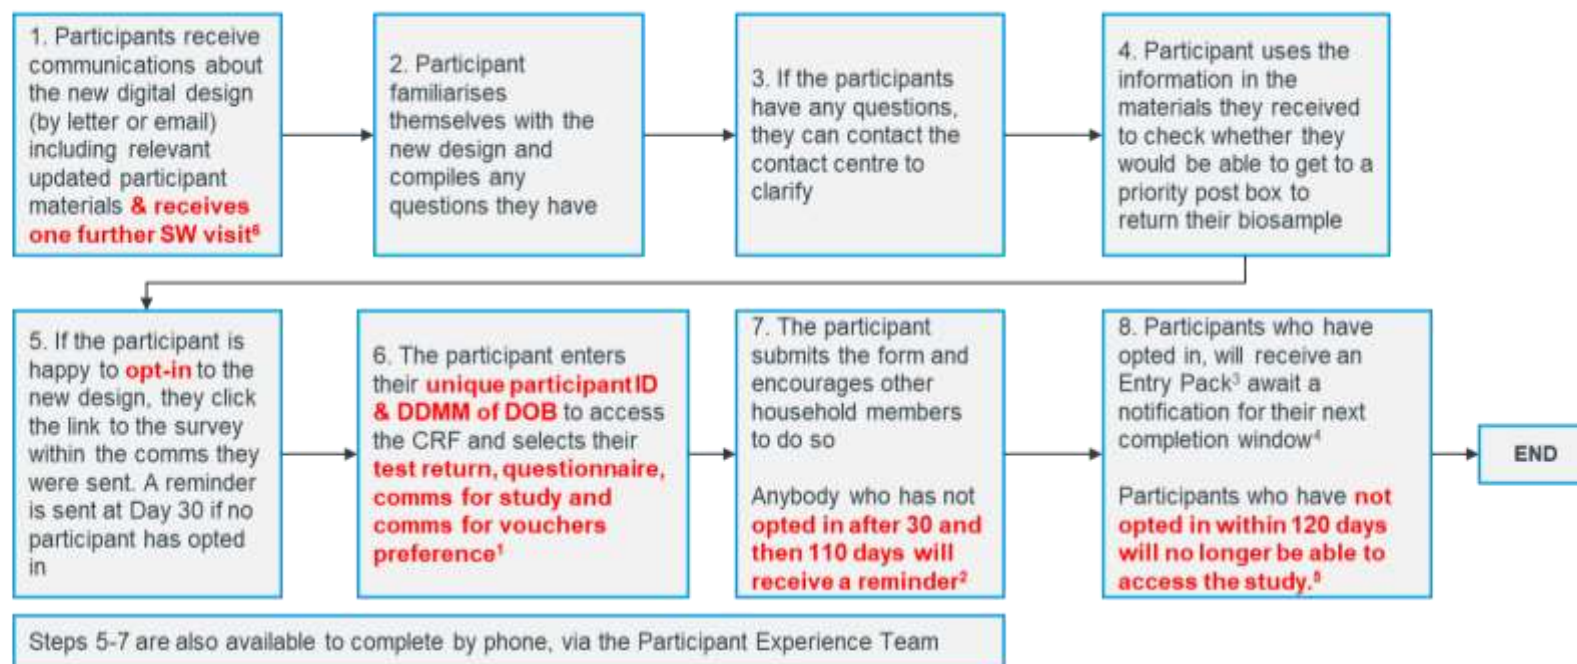 1. Participants receive
communications about
the new digital design
(by letter or email)
including relevant
updated participant
materials & receives
one further SW visit⁶
2. Participant
familiarises
themselves with the
new design and
compiles any
questions they have
3. If the participants
have any questions,
they can contact the
contact centre to
clarify
4. Participant uses the
information in the
materials they received
to check whether they
would be able to get to a
priority post box to
return their biosample
5. If the participant is
happy to opt-in to the
new design, they click
the link to the survey
within the comms they
were sent. A reminder
is sent at Day 30 if no
participant has opted
in
6. The participant enters
their unique participant ID
& DDMM of DOB to access
the CRF and selects their
test return, questionnaire,
comms for study and
comms for vouchers
preference¹
7. The participant
submits the form and
encourages other
household members
to do so
Anybody who has not
opted in after 30 and
then 110 days will
receive a reminder²
8. Participants who have
opted in, will receive an
Entry Pack³ await a
notification for their next
completion window⁴
Participants who have not
opted in within 120 days
will no longer be able to
access the study.⁵
END
Steps 5-7 are also available to complete by phone, via the Participant Experience Team